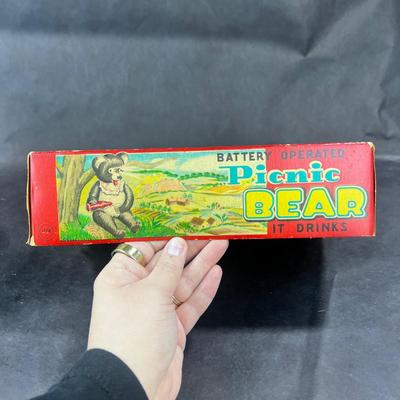 BATTERY OPERATED
Picnic
BEAR
IT DRINKS